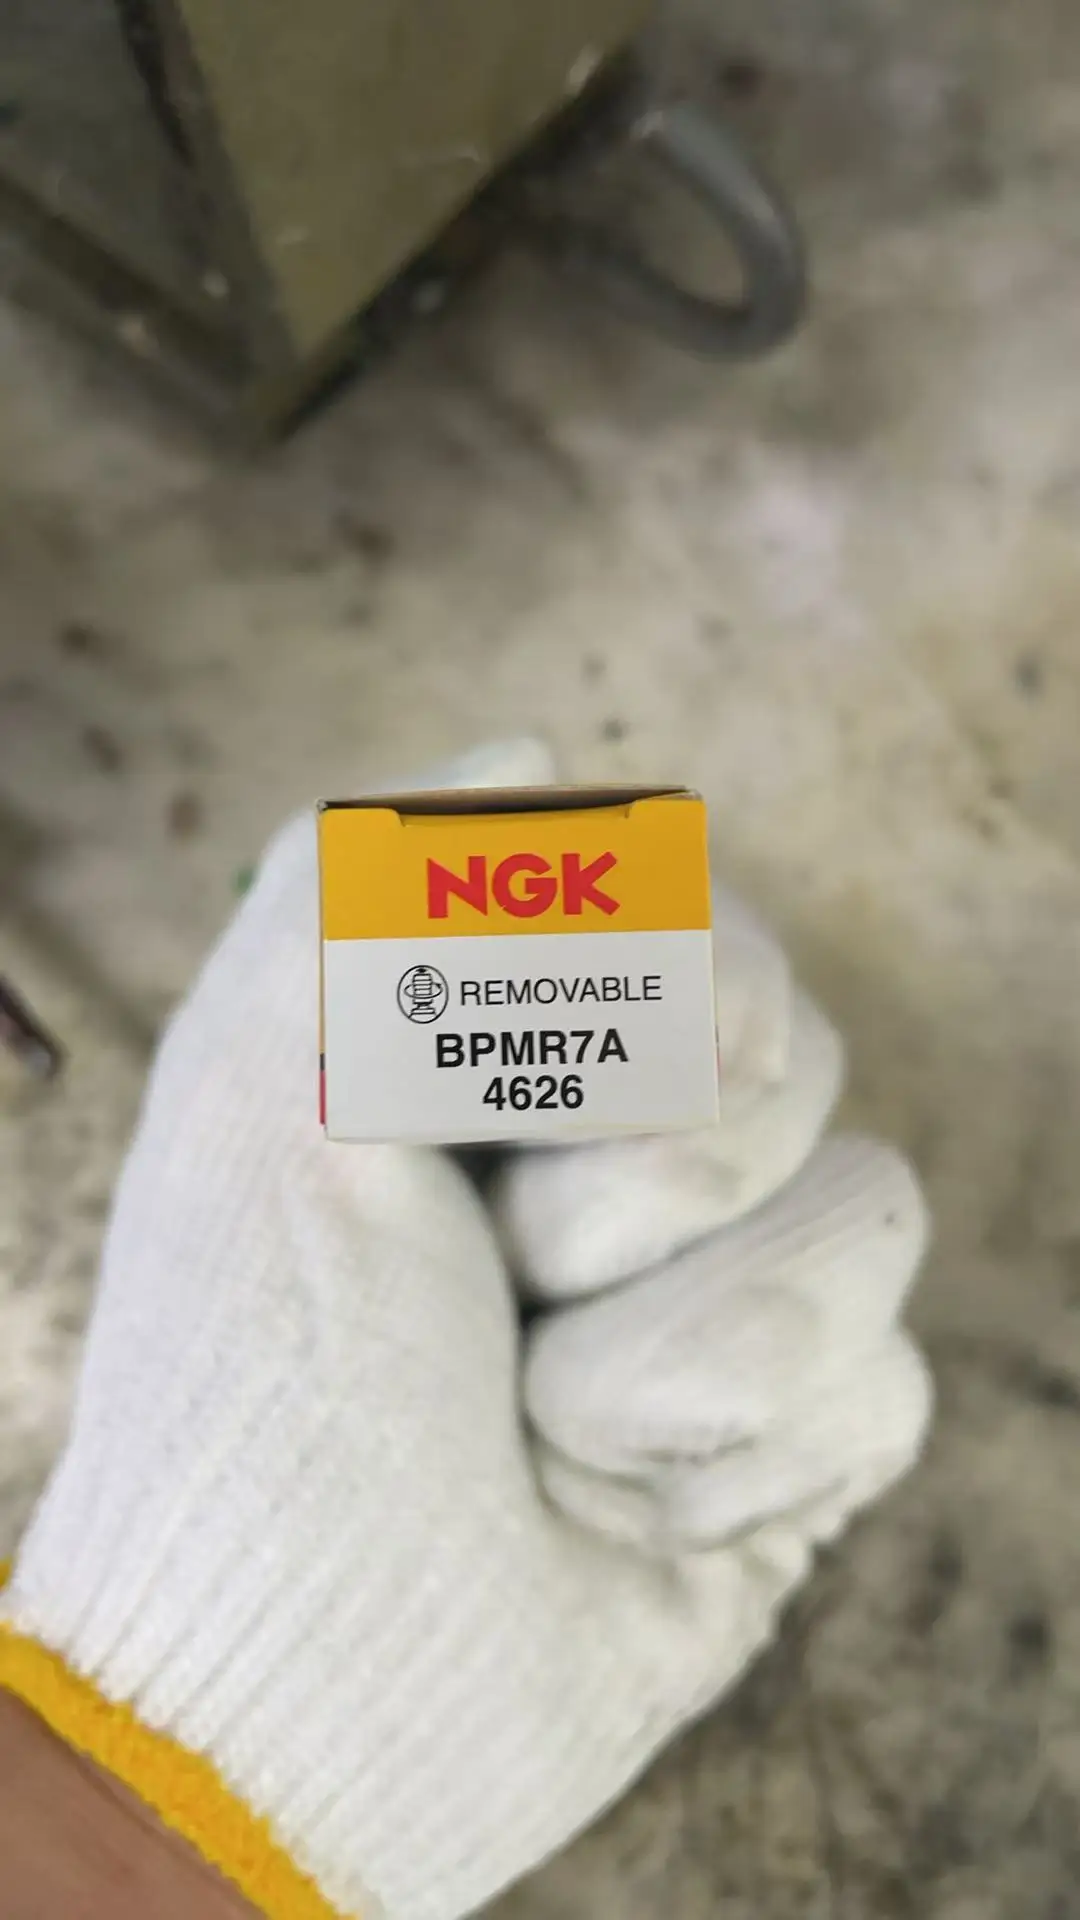 NGK
REMOVABLE
BPMR7A
4626